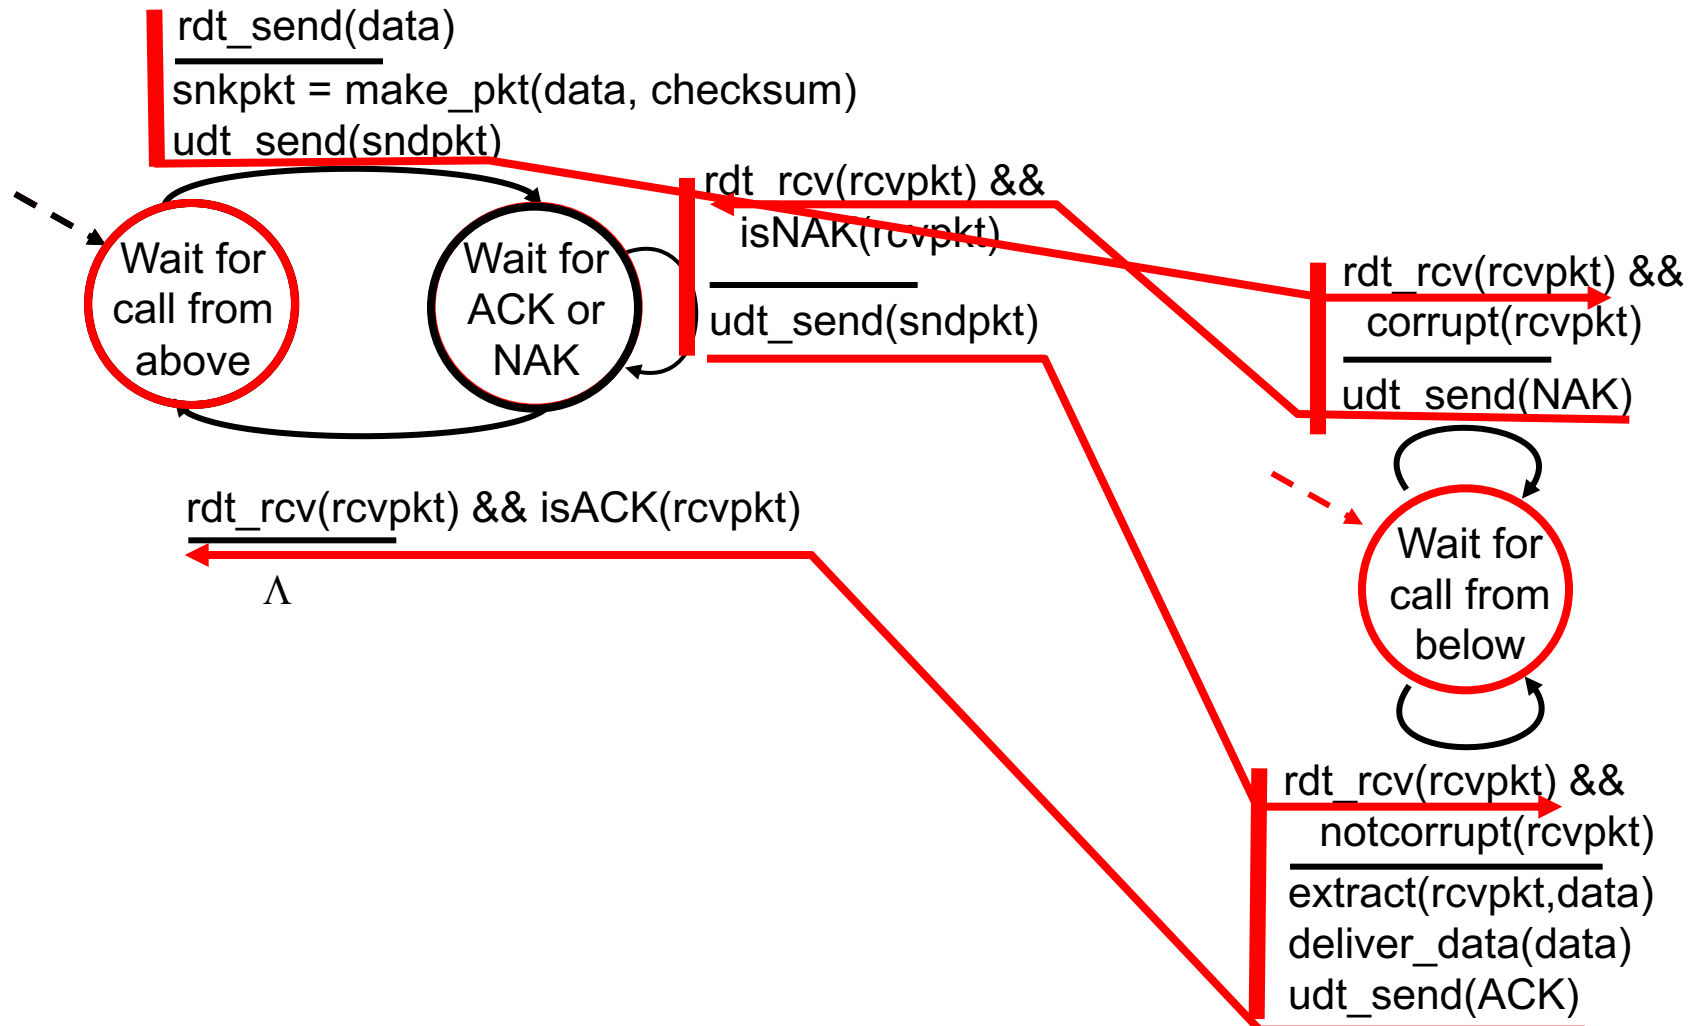 rdt_send(data)
snkpkt = make_pkt(data, checksum)
udt_send(sndpkt)
rdt_rcv(rcvpkt) &&
isNAK(rcvpkt)
udt_send(sndpkt)
Wait for
call from
above
Wait for
ACK or
NAK
rdt_rcv(rcvpkt) && isACK(rcvpkt)
Λ
rdt_rcv(rcvpkt) &&
corrupt(rcvpkt)
udt_send(NAK)
Wait for
call from
below
rdt_rcv(rcvpkt) &&
notcorrupt(rcvpkt)
extract(rcvpkt,data)
deliver_data(data)
udt_send(ACK)